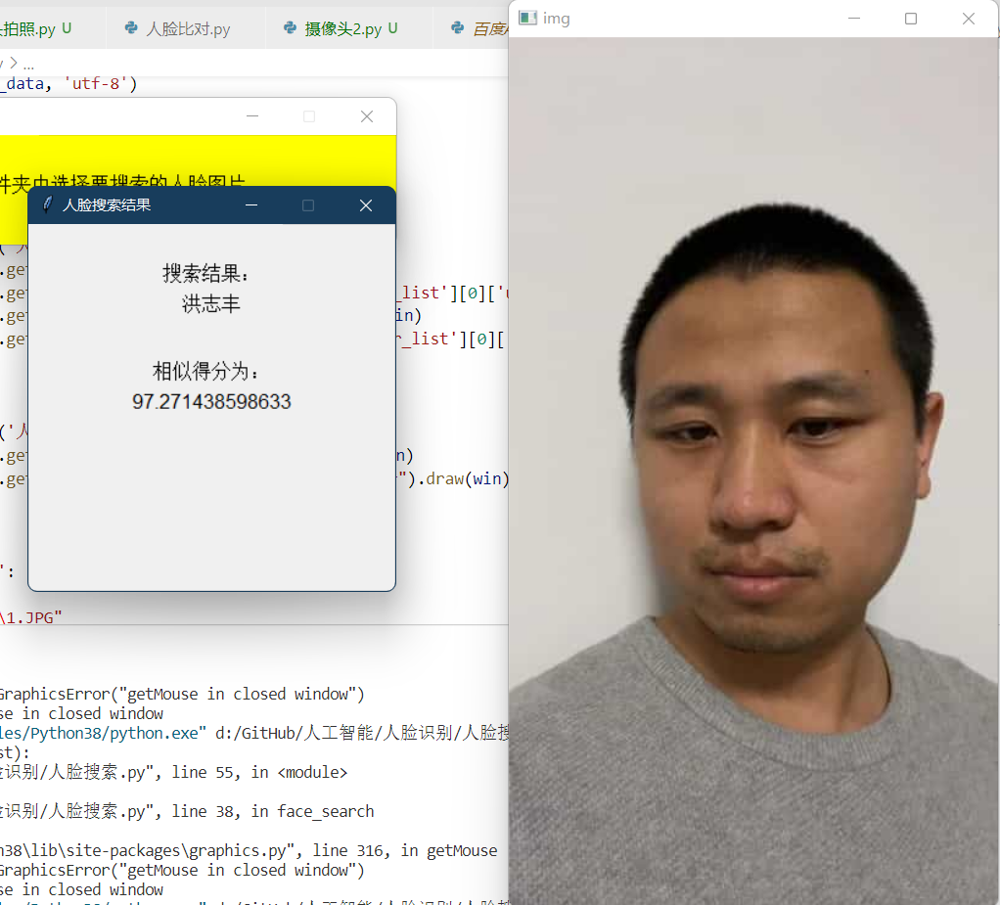 头拍照.py U
人脸比对.py
摄像头2.py U
百度A
img
...
_data, 'utf-8')
件夹中选择要搜索的人脸图片
人脸搜索结果
搜索结果:
洪志丰
相似得分为:
97.271438598633
.get
.get
_list'][0]['u
.get
in)
.get
r_list'][0]['
('人
.get
n)
.get
").draw(win)
':
\1.JPG"
GraphicsError("getMouse in closed window")
se in closed window
les/Python38/python.exe" d:/GitHub/人工智能/人脸识别/人脸搜
st):
脸识别/人脸搜索.py", line 55, in <module>
脸识别/人脸搜索.py", line 38, in face_search
n38\lib\site-packages\graphics.py", line 316, in getMouse
GraphicsError("getMouse in closed window")
se in closed window